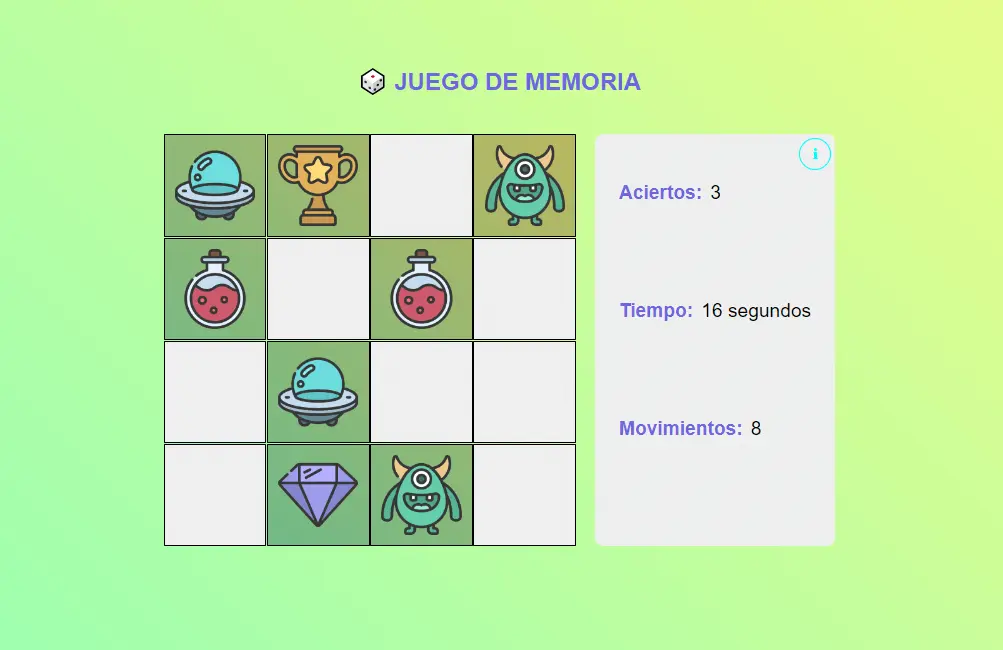 JUEGO DE MEMORIA
i
Aciertos: 3
Tiempo: 16 segundos
Movimientos: 8